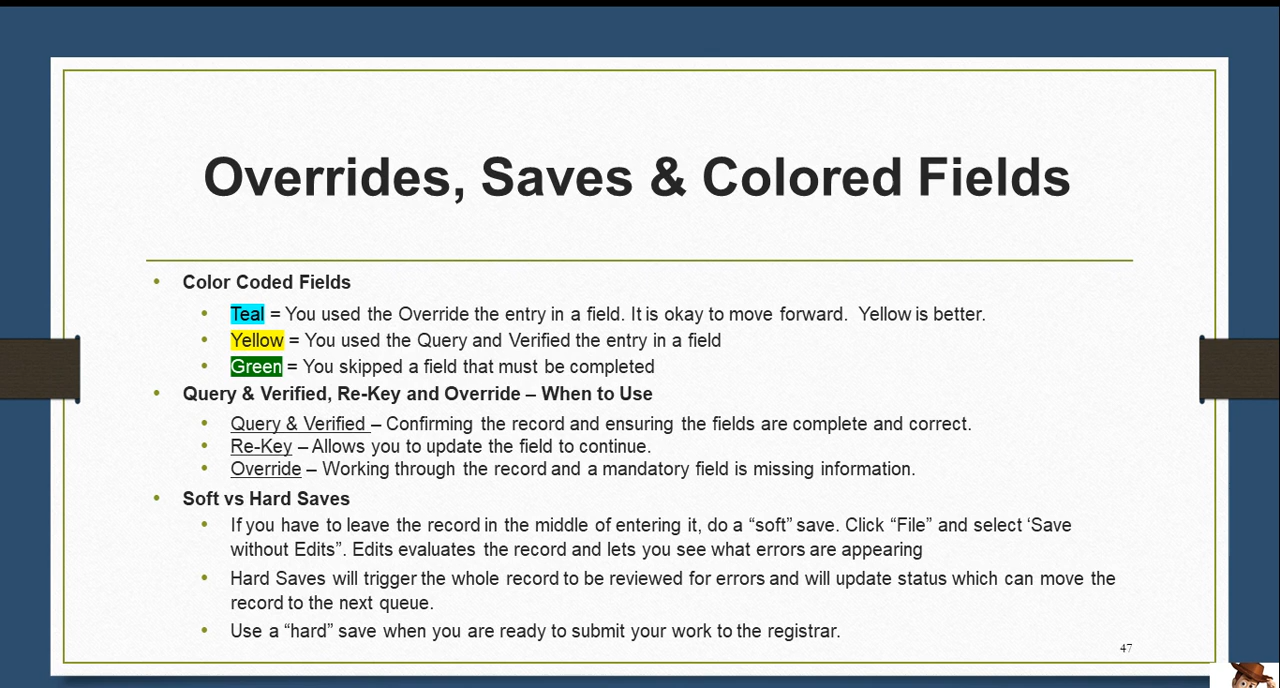 Overrides, Saves & Colored Fields
• Color Coded Fields
• Teal = You used the Override the entry in a field. It is okay to move forward.  Yellow is better.
• Yellow = You used the Query and Verified the entry in a field
• Green = You skipped a field that must be completed
• Query & Verified, Re-Key and Override – When to Use
• Query & Verified – Confirming the record and ensuring the fields are complete and correct.
• Re-Key – Allows you to update the field to continue.
• Override – Working through the record and a mandatory field is missing information.
• Soft vs Hard Saves
• If you have to leave the record in the middle of entering it, do a “soft” save. Click “File” and select ‘Save
without Edits”. Edits evaluates the record and lets you see what errors are appearing
• Hard Saves will trigger the whole record to be reviewed for errors and will update status which can move the
record to the next queue.
• Use a “hard” save when you are ready to submit your work to the registrar.
47